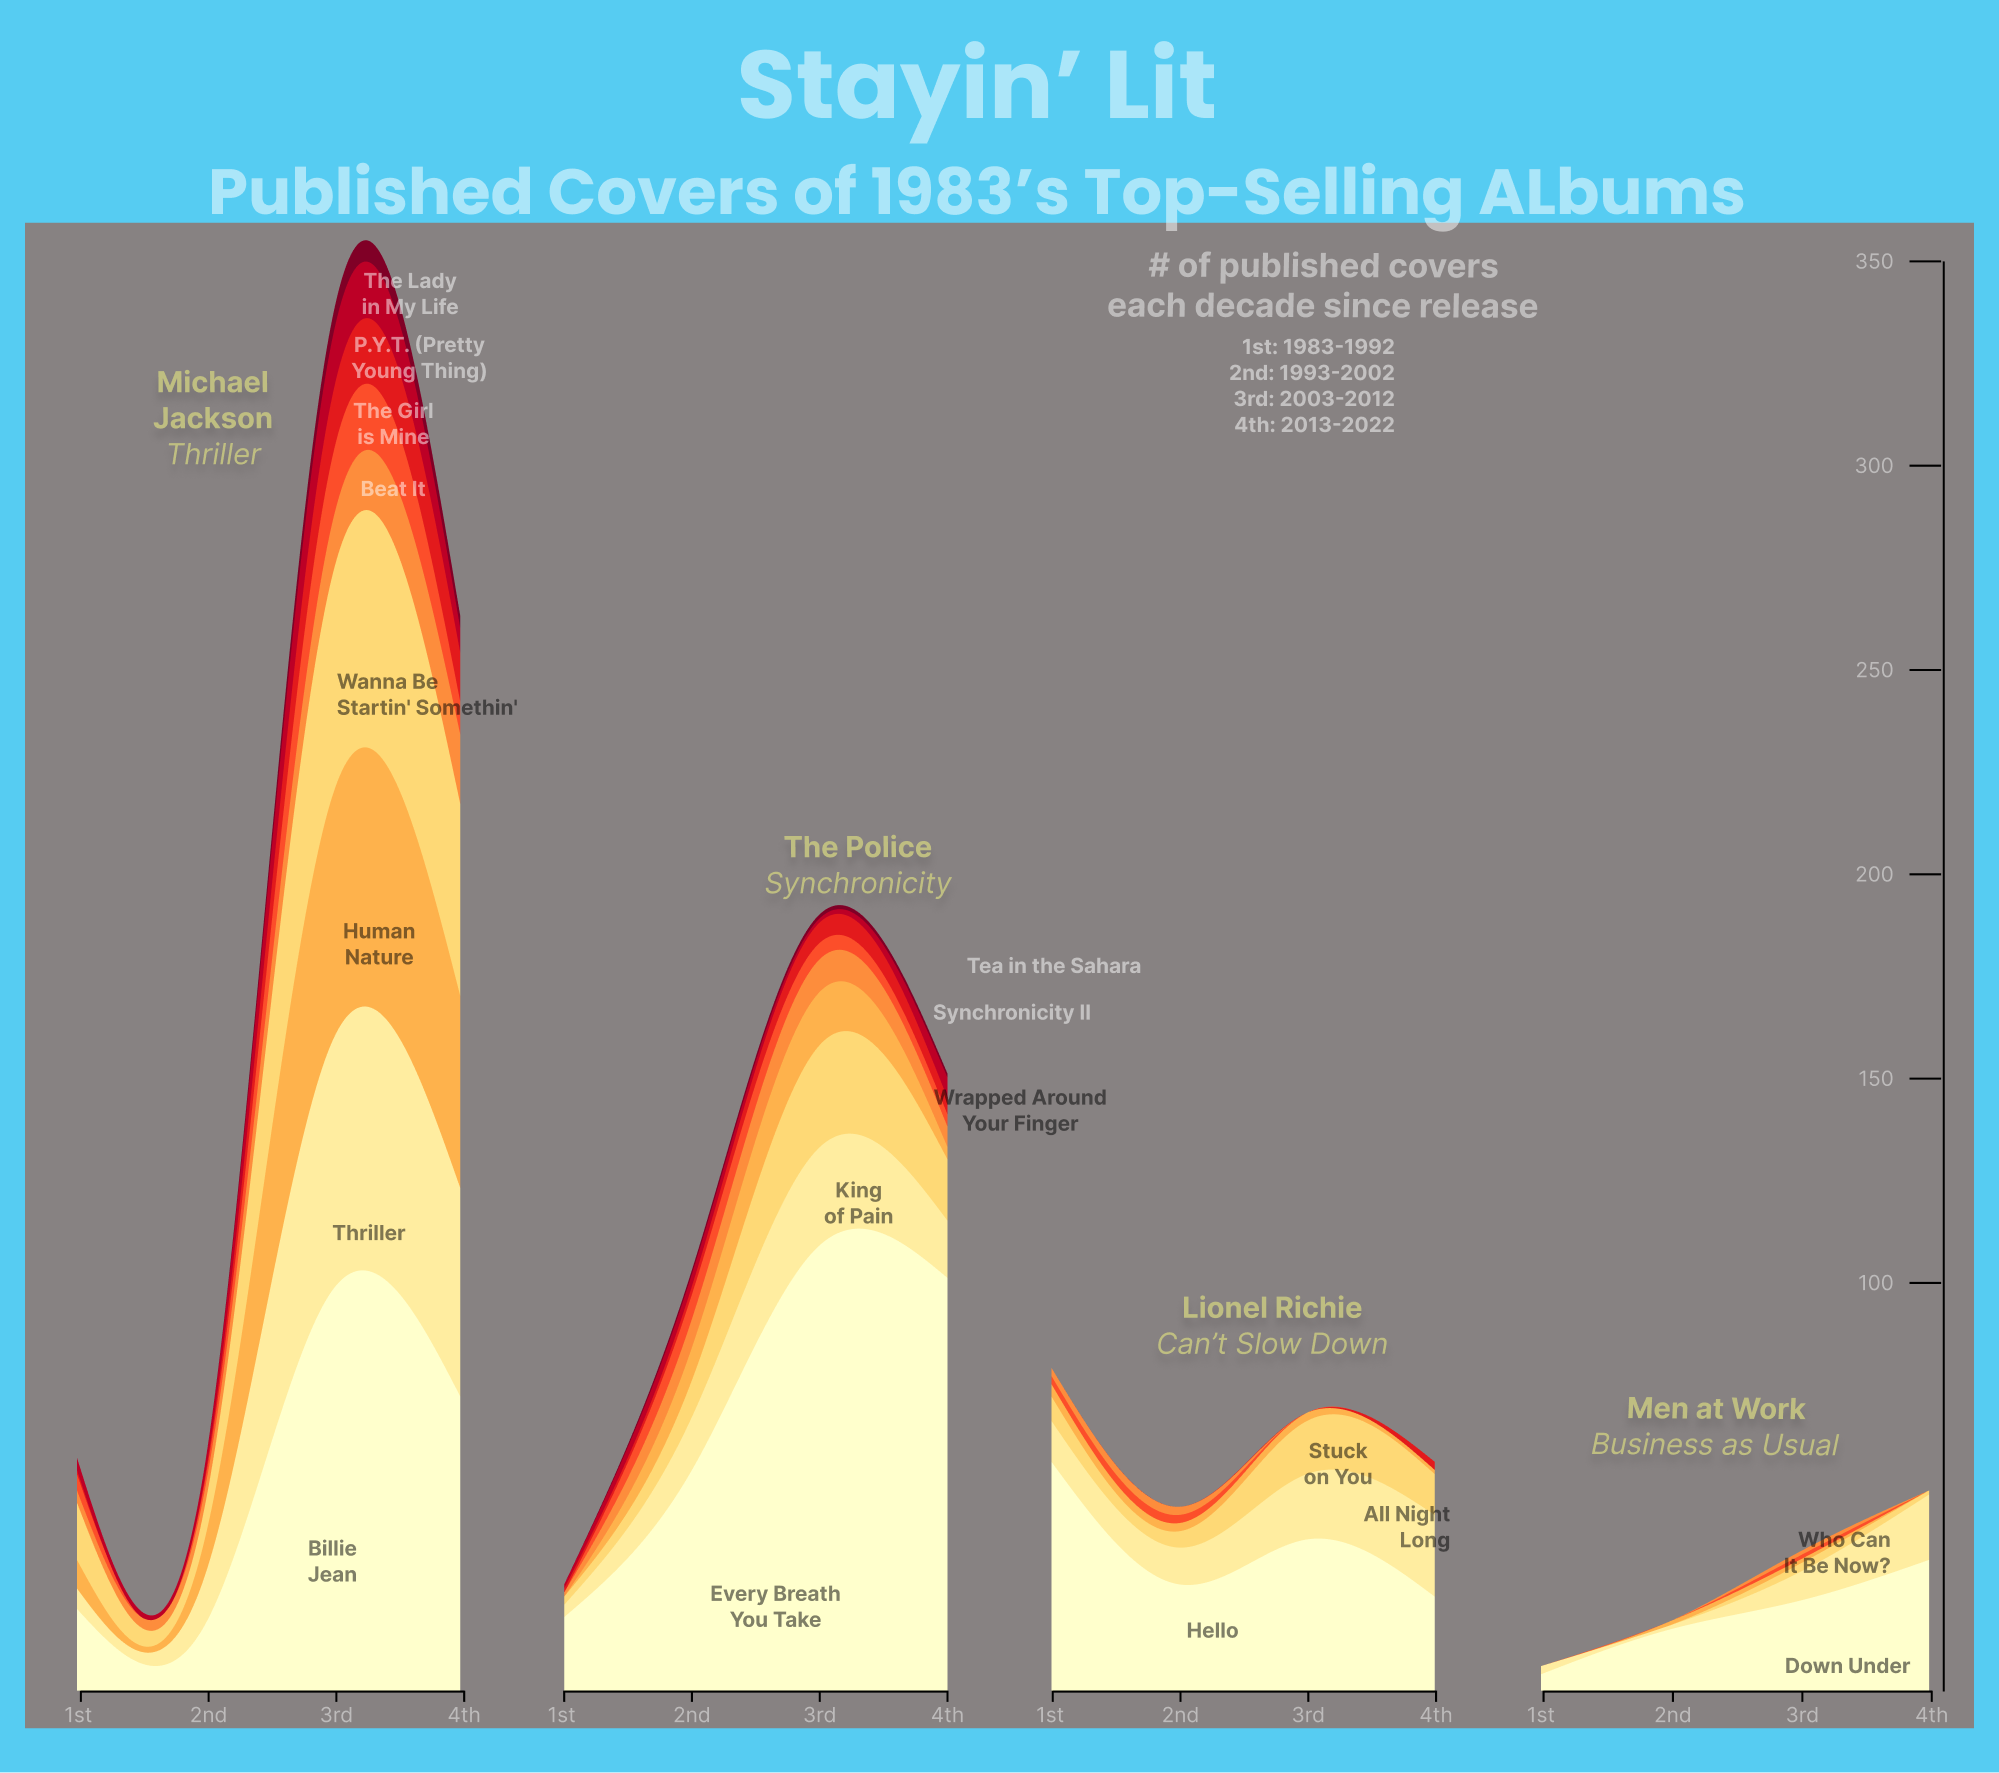 Stayin’ Lit
Published Covers of 1983’s Top-Selling ALbums
# of published covers
each decade since release
1st: 1983-1992
2nd: 1993-2002
3rd: 2003-2012
4th: 2013-2022
Michael
Jackson
Thriller
The Lady
in My Life
P.Y.T. (Pretty
Young Thing)
The Girl
is Mine
Beat It
Wanna Be
Startin' Somethin'
Human
Nature
Thriller
Billie
Jean
1st 2nd 3rd 4th
The Police
Synchronicity
Tea in the Sahara
Synchronicity II
Wrapped Around
Your Finger
King
of Pain
Every Breath
You Take
1st 2nd 3rd 4th
Lionel Richie
Can’t Slow Down
Stuck
on You
All Night
Long
Hello
1st 2nd 3rd 4th
Men at Work
Business as Usual
Who Can
It Be Now?
Down Under
1st 2nd 3rd 4th
350
300
250
200
150
100